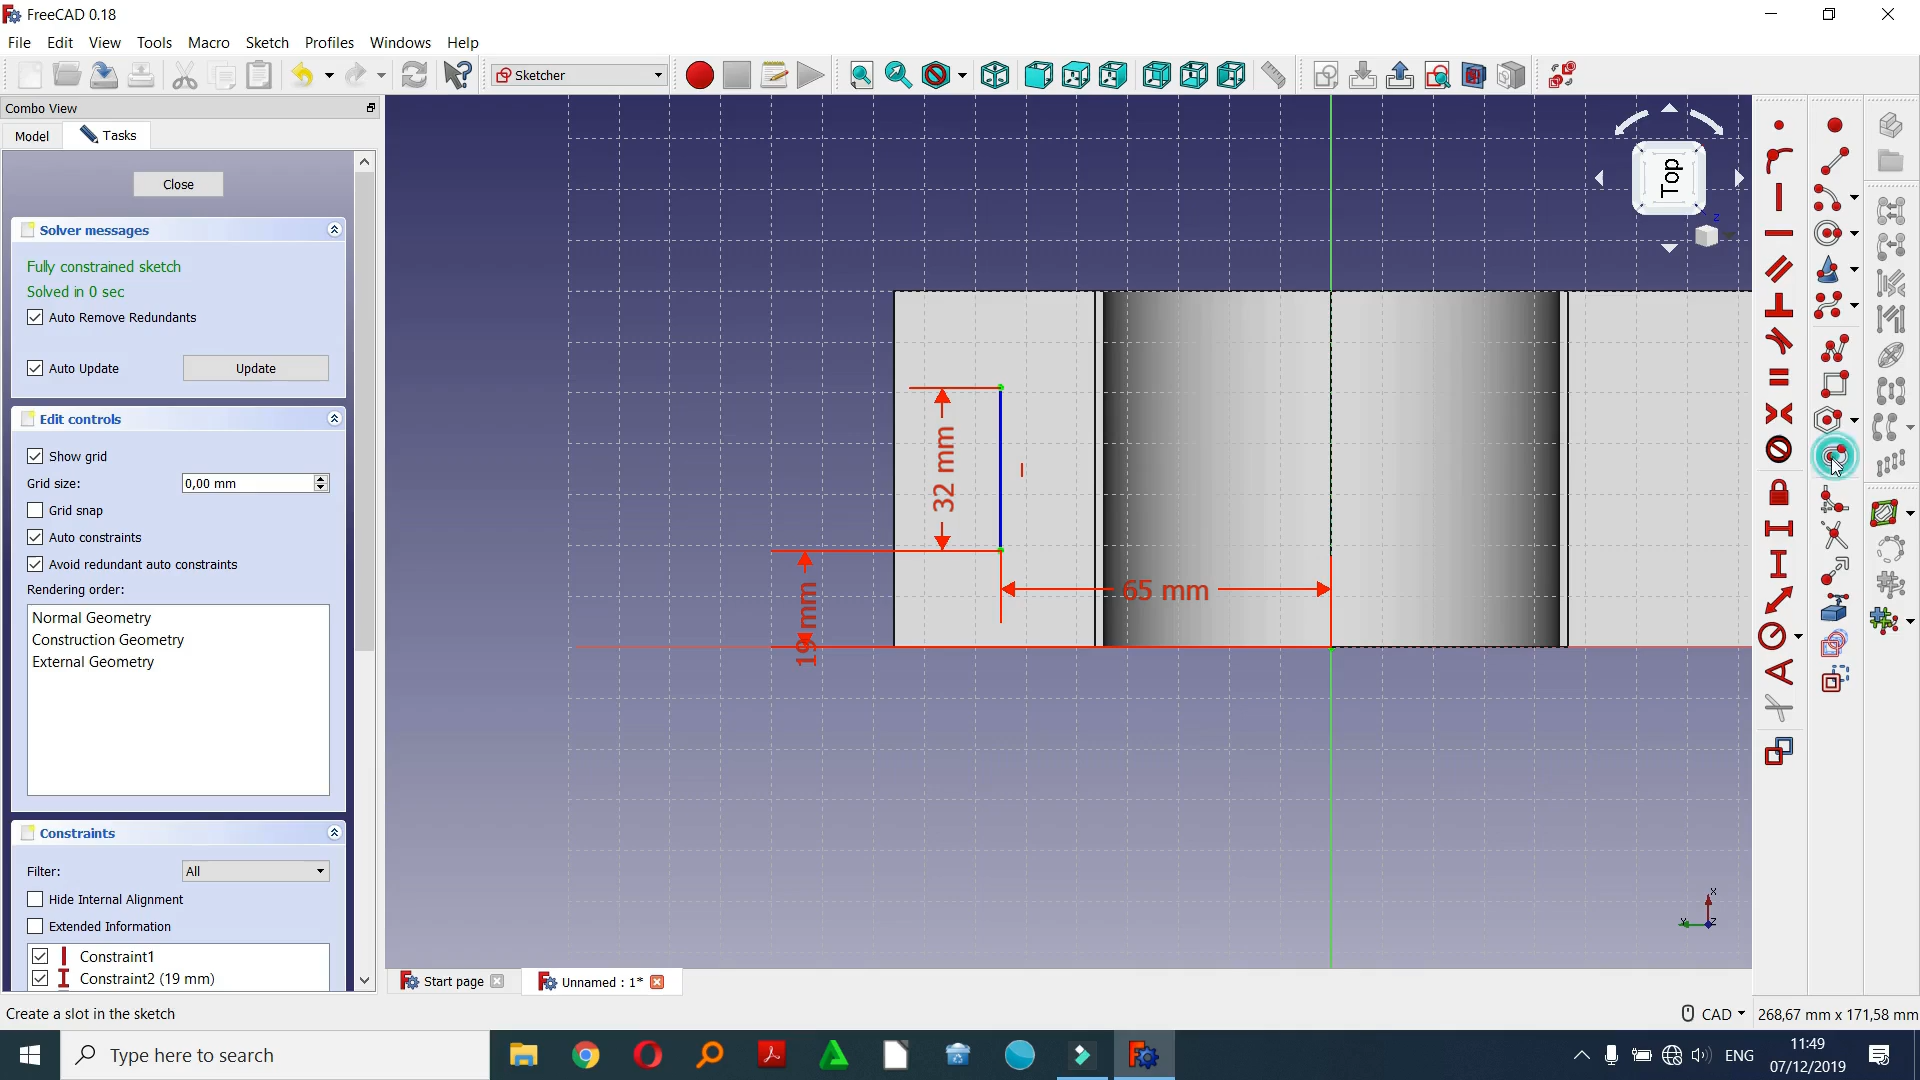 FreeCAD 0.18
File Edit View Tools Macro Sketch Profiles Windows Help
Sketcher
Combo View
Model Tasks
Close
Solver messages
Fully constrained sketch
Solved in 0 sec
Auto Remove Redundants
Auto Update Update
Edit controls
Show grid
Grid size: 0,00 mm
Grid snap
Auto constraints
Avoid redundant auto constraints
Rendering order:
Normal Geometry
Construction Geometry
External Geometry
Constraints
Filter: All
Hide Internal Alignment
Extended Information
Constraint1
Constraint2 (19 mm)
32 mm
65 mm
19 mm
Top
Z
X
Y
Z
Start page
Unnamed : 1*
Create a slot in the sketch
CAD
268,67 mm x 171,58 mm
Type here to search
ENG
11:49
07/12/2019